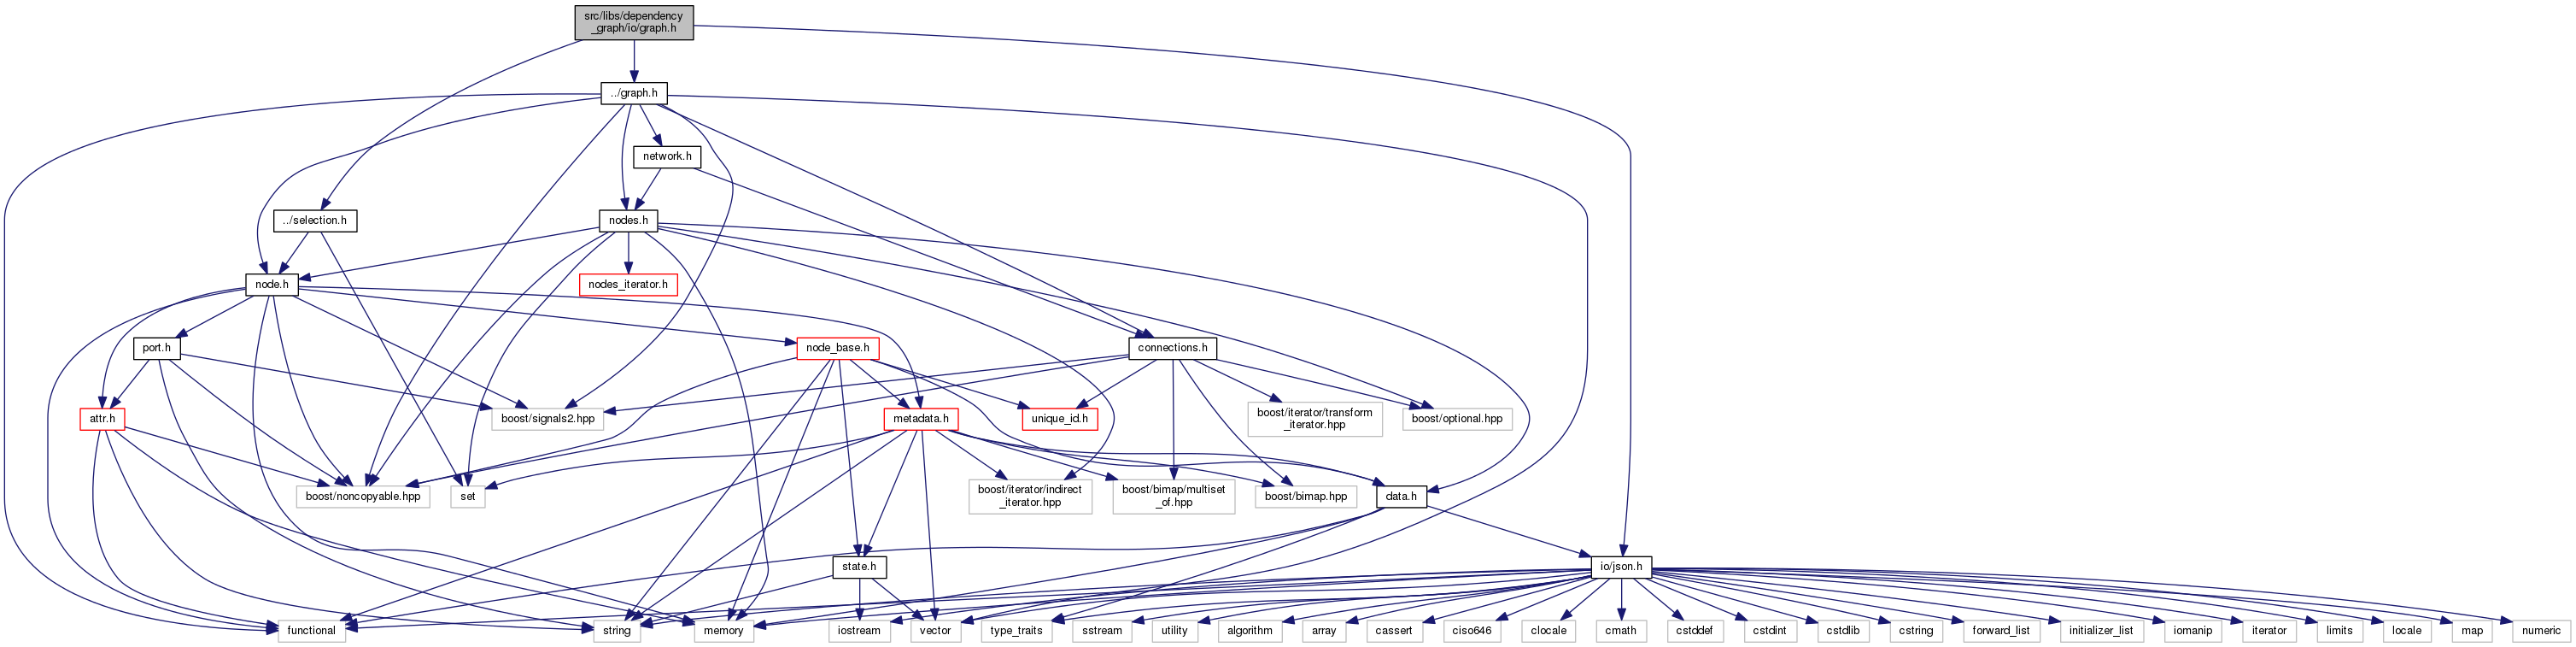 src/libs/dependency
_graph/io/graph.h
../graph.h
network.h
../selection.h
nodes.h
node.h
nodes_iterator.h
port.h
node_base.h
connections.h
attr.h
boost/signals2.hpp
metadata.h
unique_id.h
boost/iterator/transform
_iterator.hpp
boost/optional.hpp
boost/noncopyable.hpp
set
boost/iterator/indirect
_iterator.hpp
boost/bimap/multiset
_of.hpp
boost/bimap.hpp
data.h
state.h
io/json.h
functional
string
memory
iostream
vector
type_traits
sstream
utility
algorithm
array
cassert
ciso646
clocale
cmath
cstddef
cstdint
cstdlib
cstring
forward_list
initializer_list
iomanip
iterator
limits
locale
map
numeric